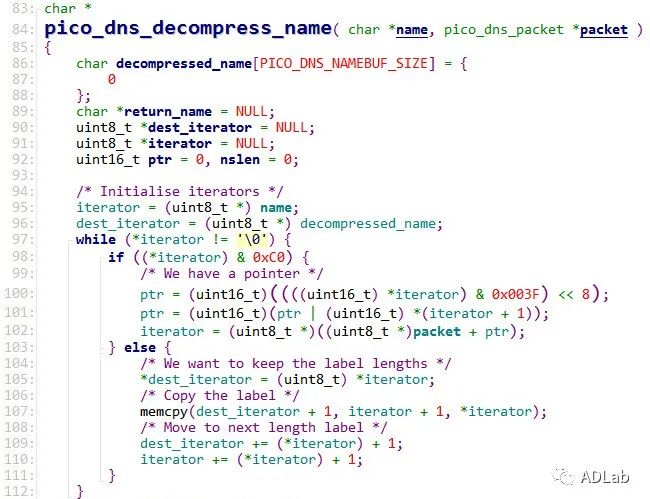 83: char *
84: pico_dns_decompress_name( char *name, pico_dns_packet *packet )
85: {
86: char decompressed_name[PICO_DNS_NAMEBUF_SIZE] = {
87: 0
88: };
89: char *return_name = NULL;
90: uint8_t *dest_iterator = NULL;
91: uint8_t *iterator = NULL;
92: uint16_t ptr = 0, nslen = 0;
93:
94: /* Initialise iterators */
95: iterator = (uint8_t *) name;
96: dest_iterator = (uint8_t *) decompressed_name;
97: while (*iterator != '\0') {
98: if ((*iterator) & 0xC0) {
99: /* We have a pointer */
100: ptr = (uint16_t)((((uint16_t) *iterator) & 0x003F) << 8);
101: ptr = (uint16_t)(ptr | (uint16_t) *(iterator + 1));
102: iterator = (uint8_t *)((uint8_t *)packet + ptr);
103: } else {
104: /* We want to keep the label lengths */
105: *dest_iterator = (uint8_t) *iterator;
106: /* Copy the label */
107: memcpy(dest_iterator + 1, iterator + 1, *iterator);
108: /* Move to next length label */
109: dest_iterator += (*iterator) + 1;
110: iterator += (*iterator) + 1;
111: }
112: }
ADLab